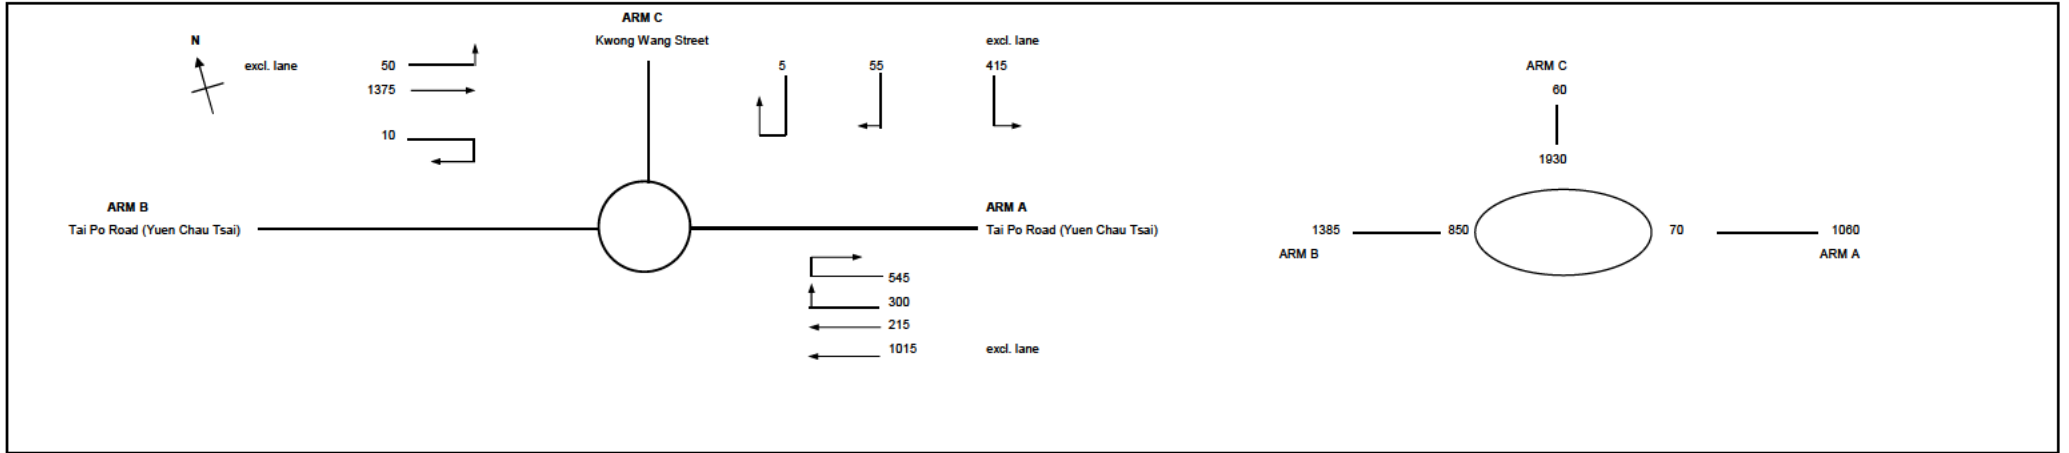 ARM C
N
Kwong Wang Street
excl. lane
excl. lane
50
5
55
415
ARM C
1375
60
10
1930
ARM B
ARM A
Tai Po Road (Yuen Chau Tsai)
Tai Po Road (Yuen Chau Tsai)
1385
850
70
1060
ARM B
ARM A
545
300
215
1015
excl. lane